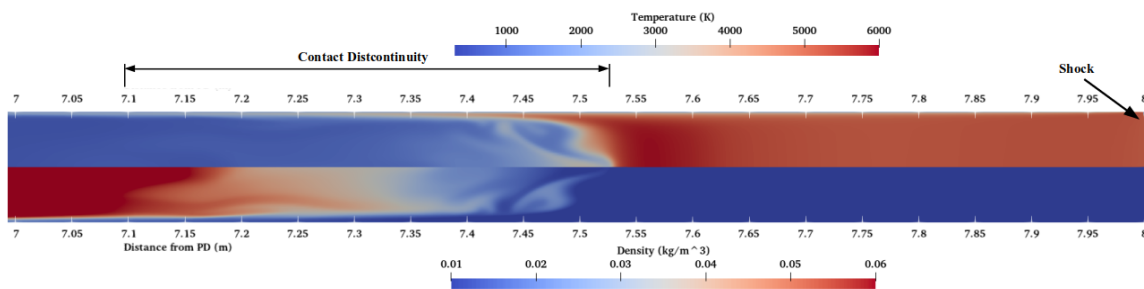 Temperature (K)
1000 2000 3000 4000 5000 6000
Contact Distcontinuity
Shock
7 7.05 7.1 7.15 7.2 7.25 7.3 7.35 7.4 7.45 7.5 7.55 7.6 7.65 7.7 7.75 7.8 7.85 7.9 7.95 8
7 7.05 7.1 7.15 7.2 7.25 7.3 7.35 7.4 7.45 7.5 7.55 7.6 7.65 7.7 7.75 7.8 7.85 7.9 7.95 8
Distance from PD (m)
Density (kg/m^3)
0.01 0.02 0.03 0.04 0.05 0.06